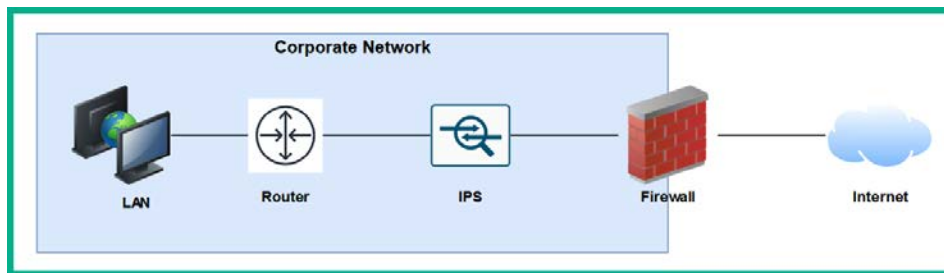 Corporate Network
LAN
Router
IPS
Firewall
Internet